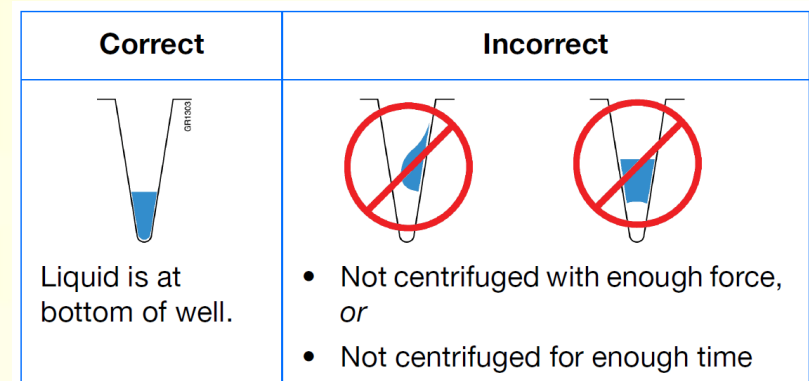 Correct
Incorrect
GR1303
Liquid is at
bottom of well.
• Not centrifuged with enough force,
or
• Not centrifuged for enough time